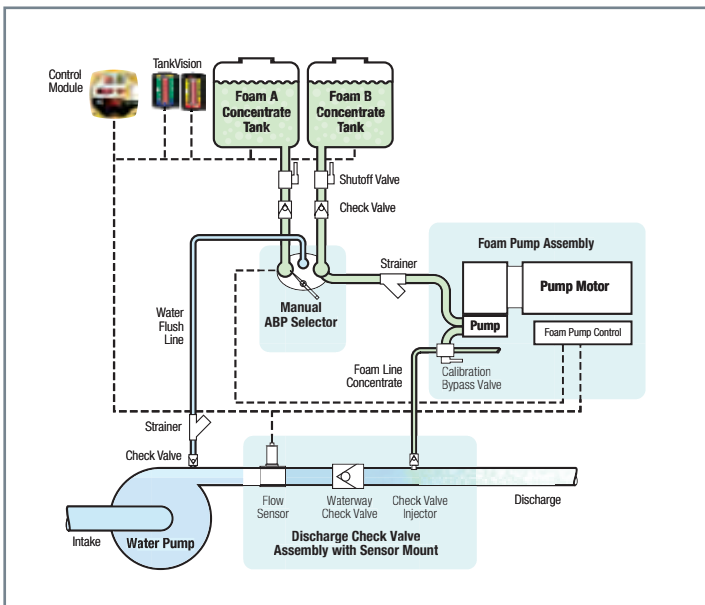 Control
Module
TankVision
Foam A
Concentrate
Tank
Foam B
Concentrate
Tank
Shutoff Valve
Check Valve
Strainer
Foam Pump Assembly
Pump Motor
Pump
Foam Pump Control
Manual
ABP Selector
Water
Flush
Line
Foam Line
Concentrate
Calibration
Bypass Valve
Strainer
Check Valve
Flow
Sensor
Waterway
Check Valve
Check Valve
Injector
Discharge
Intake
Water Pump
Discharge Check Valve
Assembly with Sensor Mount